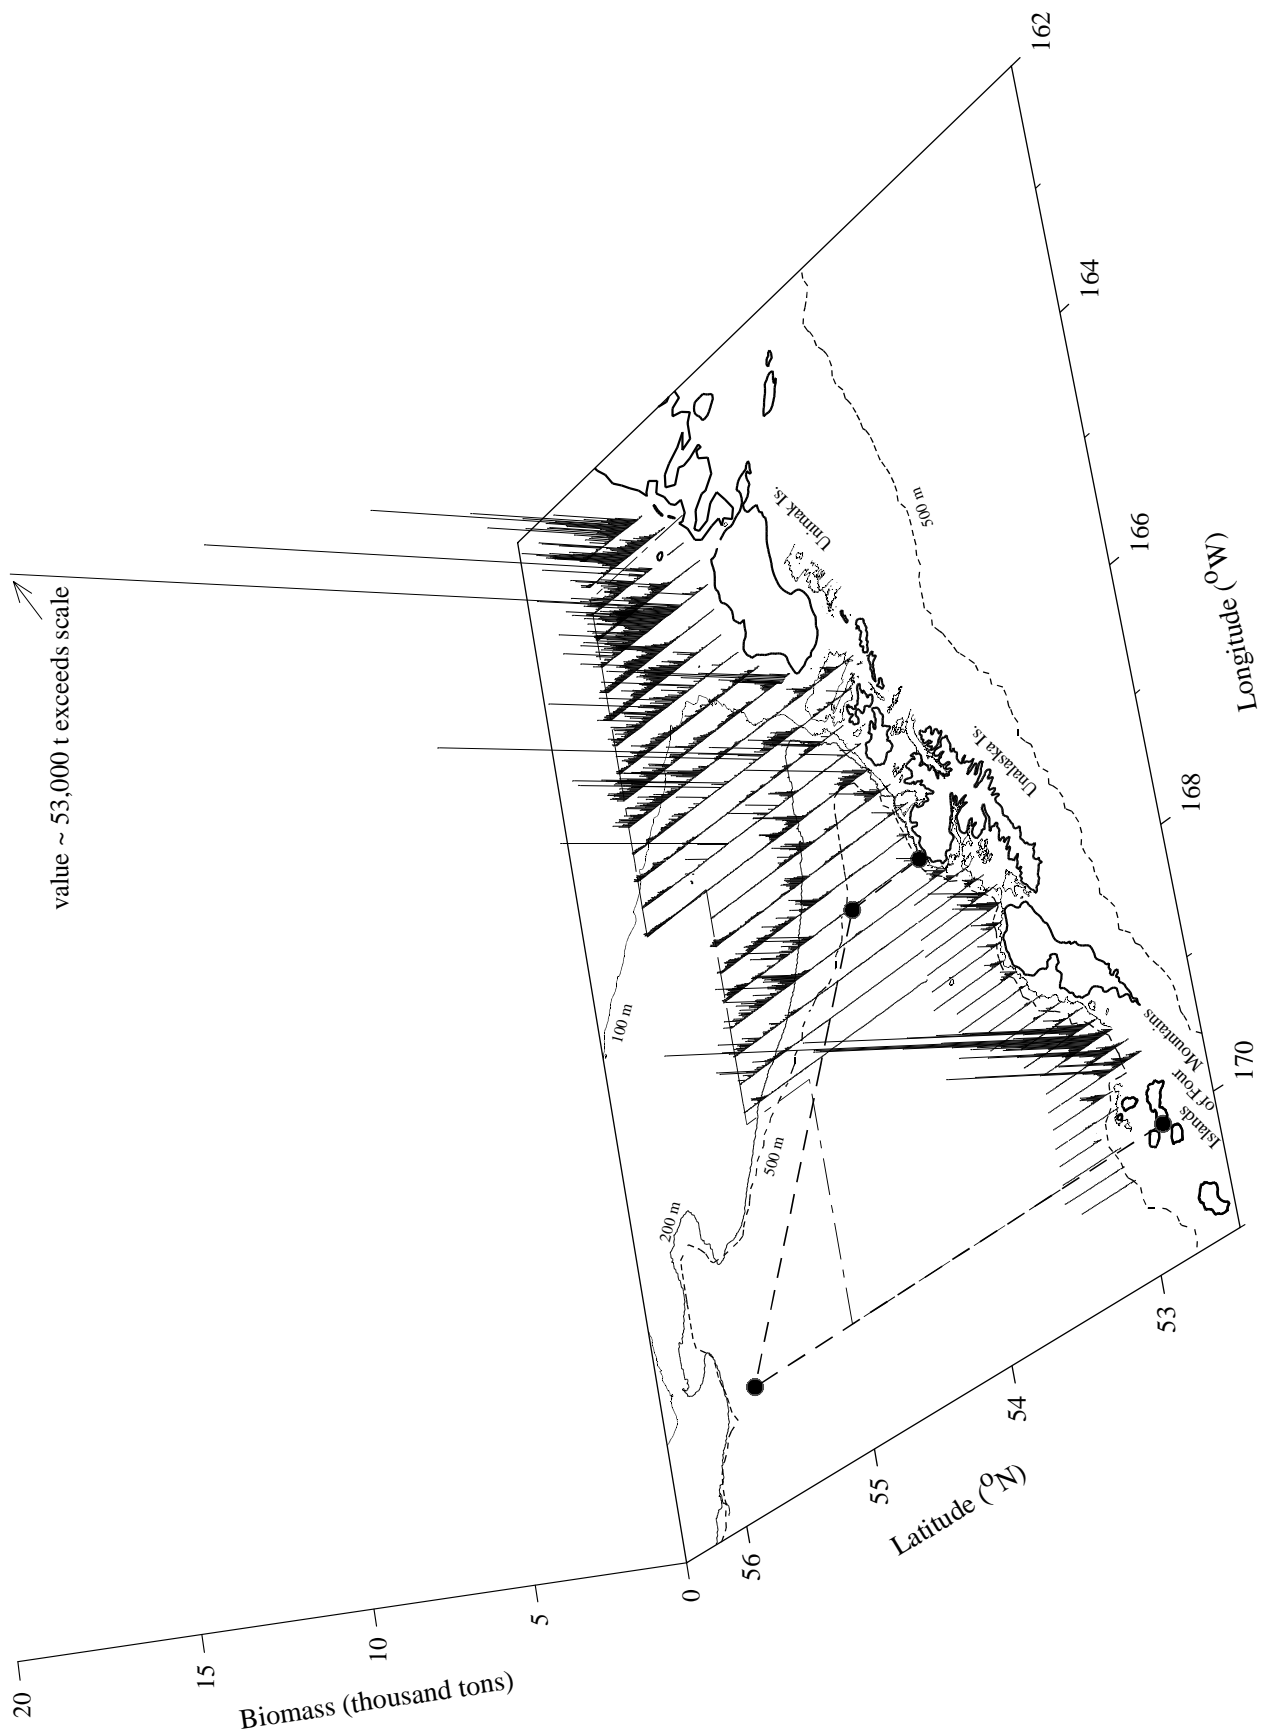 value ~ 53,000 t exceeds scale
20
15
10
5
0
Biomass (thousand tons)
56
55
54
53
Latitude (°N)
162
164
166
168
170
Longitude (°W)
100 m
200 m
500 m
500 m
Unimak Is.
Unalaska Is.
Islands
of Four
Mountains